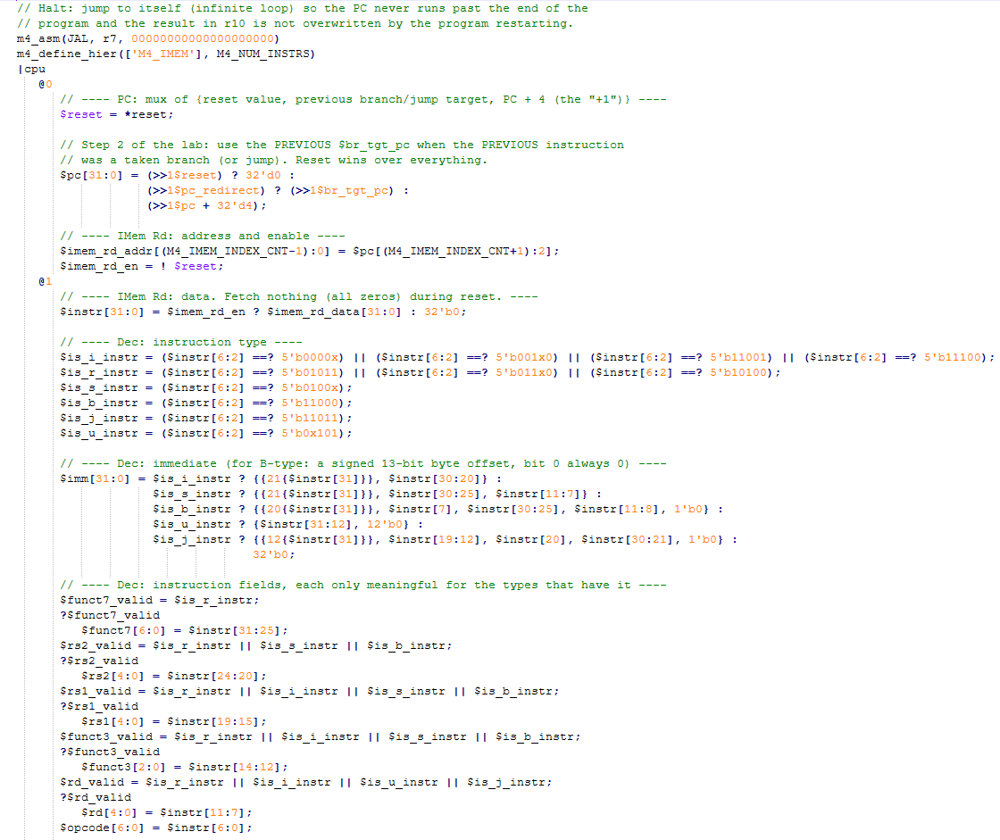 // Halt: jump to itself (infinite loop) so the PC never runs past the end of the
// program and the result in r10 is not overwritten by the program restarting.
m4_asm(JAL, r7, 00000000000000000000)
m4_define_hier(['M4_IMEM'], M4_NUM_INSTRS)
|cpu
@0
// ---- PC: mux of {reset value, previous branch/jump target, PC + 4 (the "+1")} ----
$reset = *reset;
// Step 2 of the lab: use the PREVIOUS $br_tgt_pc when the PREVIOUS instruction
// was a taken branch (or jump). Reset wins over everything.
$pc[31:0] = (>>1$reset) ? 32'd0 :
(>>1$pc_redirect) ? (>>1$br_tgt_pc) :
(>>1$pc + 32'd4);
// ---- IMem Rd: address and enable ----
$imem_rd_addr[(M4_IMEM_INDEX_CNT-1):0] = $pc[(M4_IMEM_INDEX_CNT+1):2];
$imem_rd_en = ! $reset;
@1
// ---- IMem Rd: data. Fetch nothing (all zeros) during reset. ----
$instr[31:0] = $imem_rd_en ? $imem_rd_data[31:0] : 32'b0;
// ---- Dec: instruction type ----
$is_i_instr = ($instr[6:2] ==? 5'b0000x) || ($instr[6:2] ==? 5'b001x0) || ($instr[6:2] ==? 5'b11001) || ($instr[6:2] ==? 5'b11100);
$is_r_instr = ($instr[6:2] ==? 5'b01011) || ($instr[6:2] ==? 5'b011x0) || ($instr[6:2] ==? 5'b10100);
$is_s_instr = ($instr[6:2] ==? 5'b0100x);
$is_b_instr = ($instr[6:2] ==? 5'b11000);
$is_j_instr = ($instr[6:2] ==? 5'b11011);
$is_u_instr = ($instr[6:2] ==? 5'b0x101);
// ---- Dec: immediate (for B-type: a signed 13-bit byte offset, bit 0 always 0) ----
$imm[31:0] = $is_i_instr ? {{21{$instr[31]}}, $instr[30:20]} :
$is_s_instr ? {{21{$instr[31]}}, $instr[30:25], $instr[11:7]} :
$is_b_instr ? {{20{$instr[31]}}, $instr[7], $instr[30:25], $instr[11:8], 1'b0} :
$is_u_instr ? {$instr[31:12], 12'b0} :
$is_j_instr ? {{12{$instr[31]}}, $instr[19:12], $instr[20], $instr[30:21], 1'b0} :
32'b0;
// ---- Dec: instruction fields, each only meaningful for the types that have it ----
$funct7_valid = $is_r_instr;
?$funct7_valid
$funct7[6:0] = $instr[31:25];
$rs2_valid = $is_r_instr || $is_s_instr || $is_b_instr;
?$rs2_valid
$rs2[4:0] = $instr[24:20];
$rs1_valid = $is_r_instr || $is_i_instr || $is_s_instr || $is_b_instr;
?$rs1_valid
$rs1[4:0] = $instr[19:15];
$funct3_valid = $is_r_instr || $is_i_instr || $is_s_instr || $is_b_instr;
?$funct3_valid
$funct3[2:0] = $instr[14:12];
$rd_valid = $is_r_instr || $is_i_instr || $is_u_instr || $is_j_instr;
?$rd_valid
$rd[4:0] = $instr[11:7];
$opcode[6:0] = $instr[6:0];